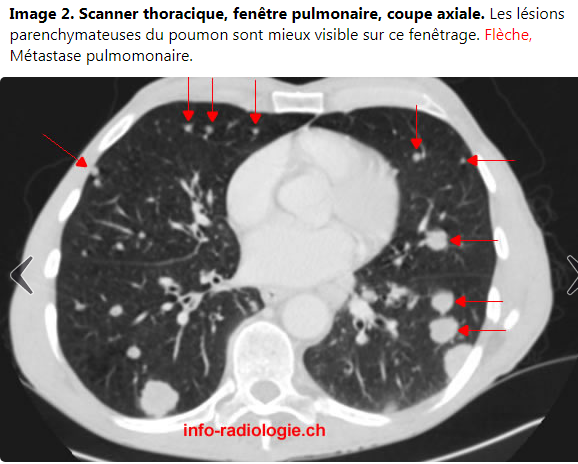 Image 2. Scanner thoracique, fenêtre pulmonaire, coupe axiale. Les lésions
parenchymateuses du poumon sont mieux visible sur ce fenêtrage. Flèche,
Métastase pulmomonaire.
info-radiologie.ch